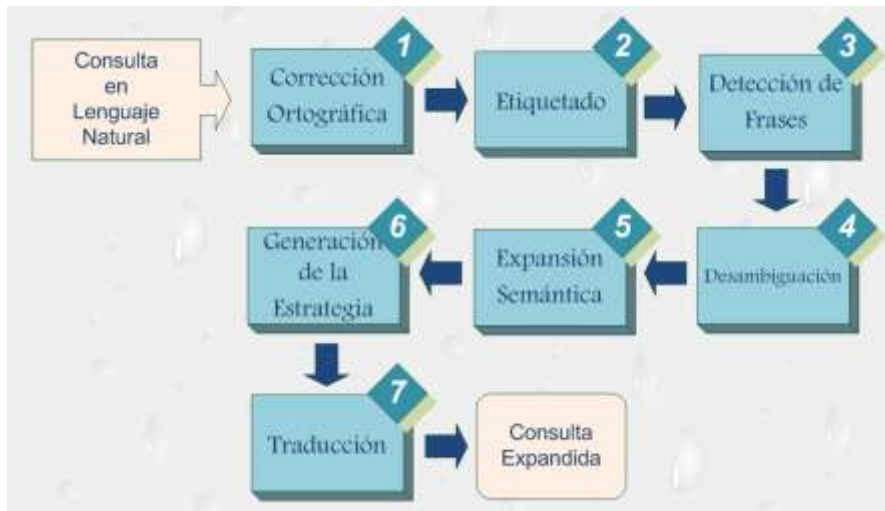 Consulta
en
Lenguaje
Natural
1
Corrección
Ortográfica
2
Etiquetado
3
Detección de
Frases
4
Desambiguación
5
Expansión
Semántica
6
Generación
de la
Estrategia
7
Traducción
Consulta
Expandida